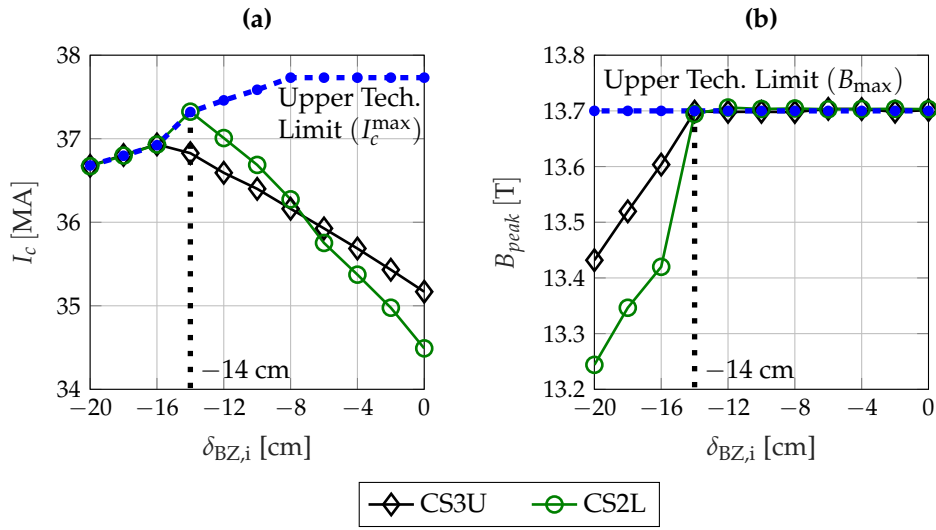 (a)
38
37
36
35
34
I_c [MA]
Upper Tech.
Limit (I_c^max)
−14 cm
−20 −16 −12 −8 −4 0
δ_BZ,i [cm]
(b)
13.8
13.7
13.6
13.5
13.4
13.3
13.2
B_peak [T]
Upper Tech. Limit (B_max)
−14 cm
−20 −16 −12 −8 −4 0
δ_BZ,i [cm]
CS3U CS2L